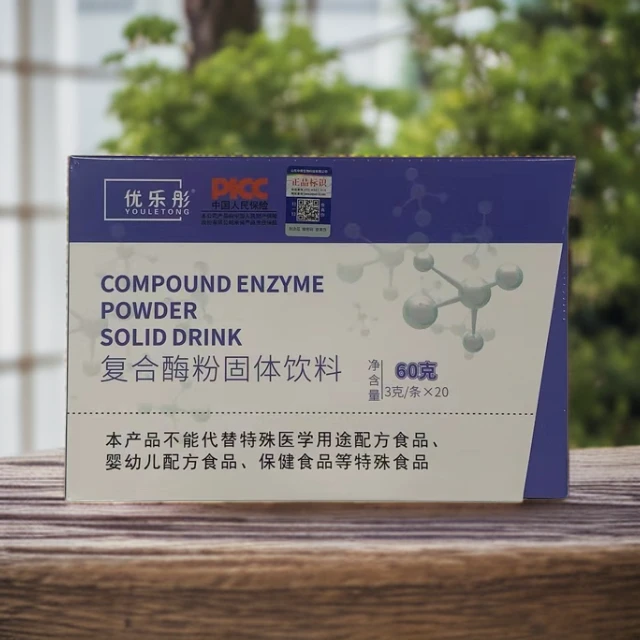 优乐彤
YOULETONG
PICC
中国人民保险
正品标识
COMPOUND ENZYME
POWDER
SOLID DRINK
复合酶粉固体饮料
净含量
60克
3克/条×20
本产品不能代替特殊医学用途配方食品、
婴幼儿配方食品、保健食品等特殊食品